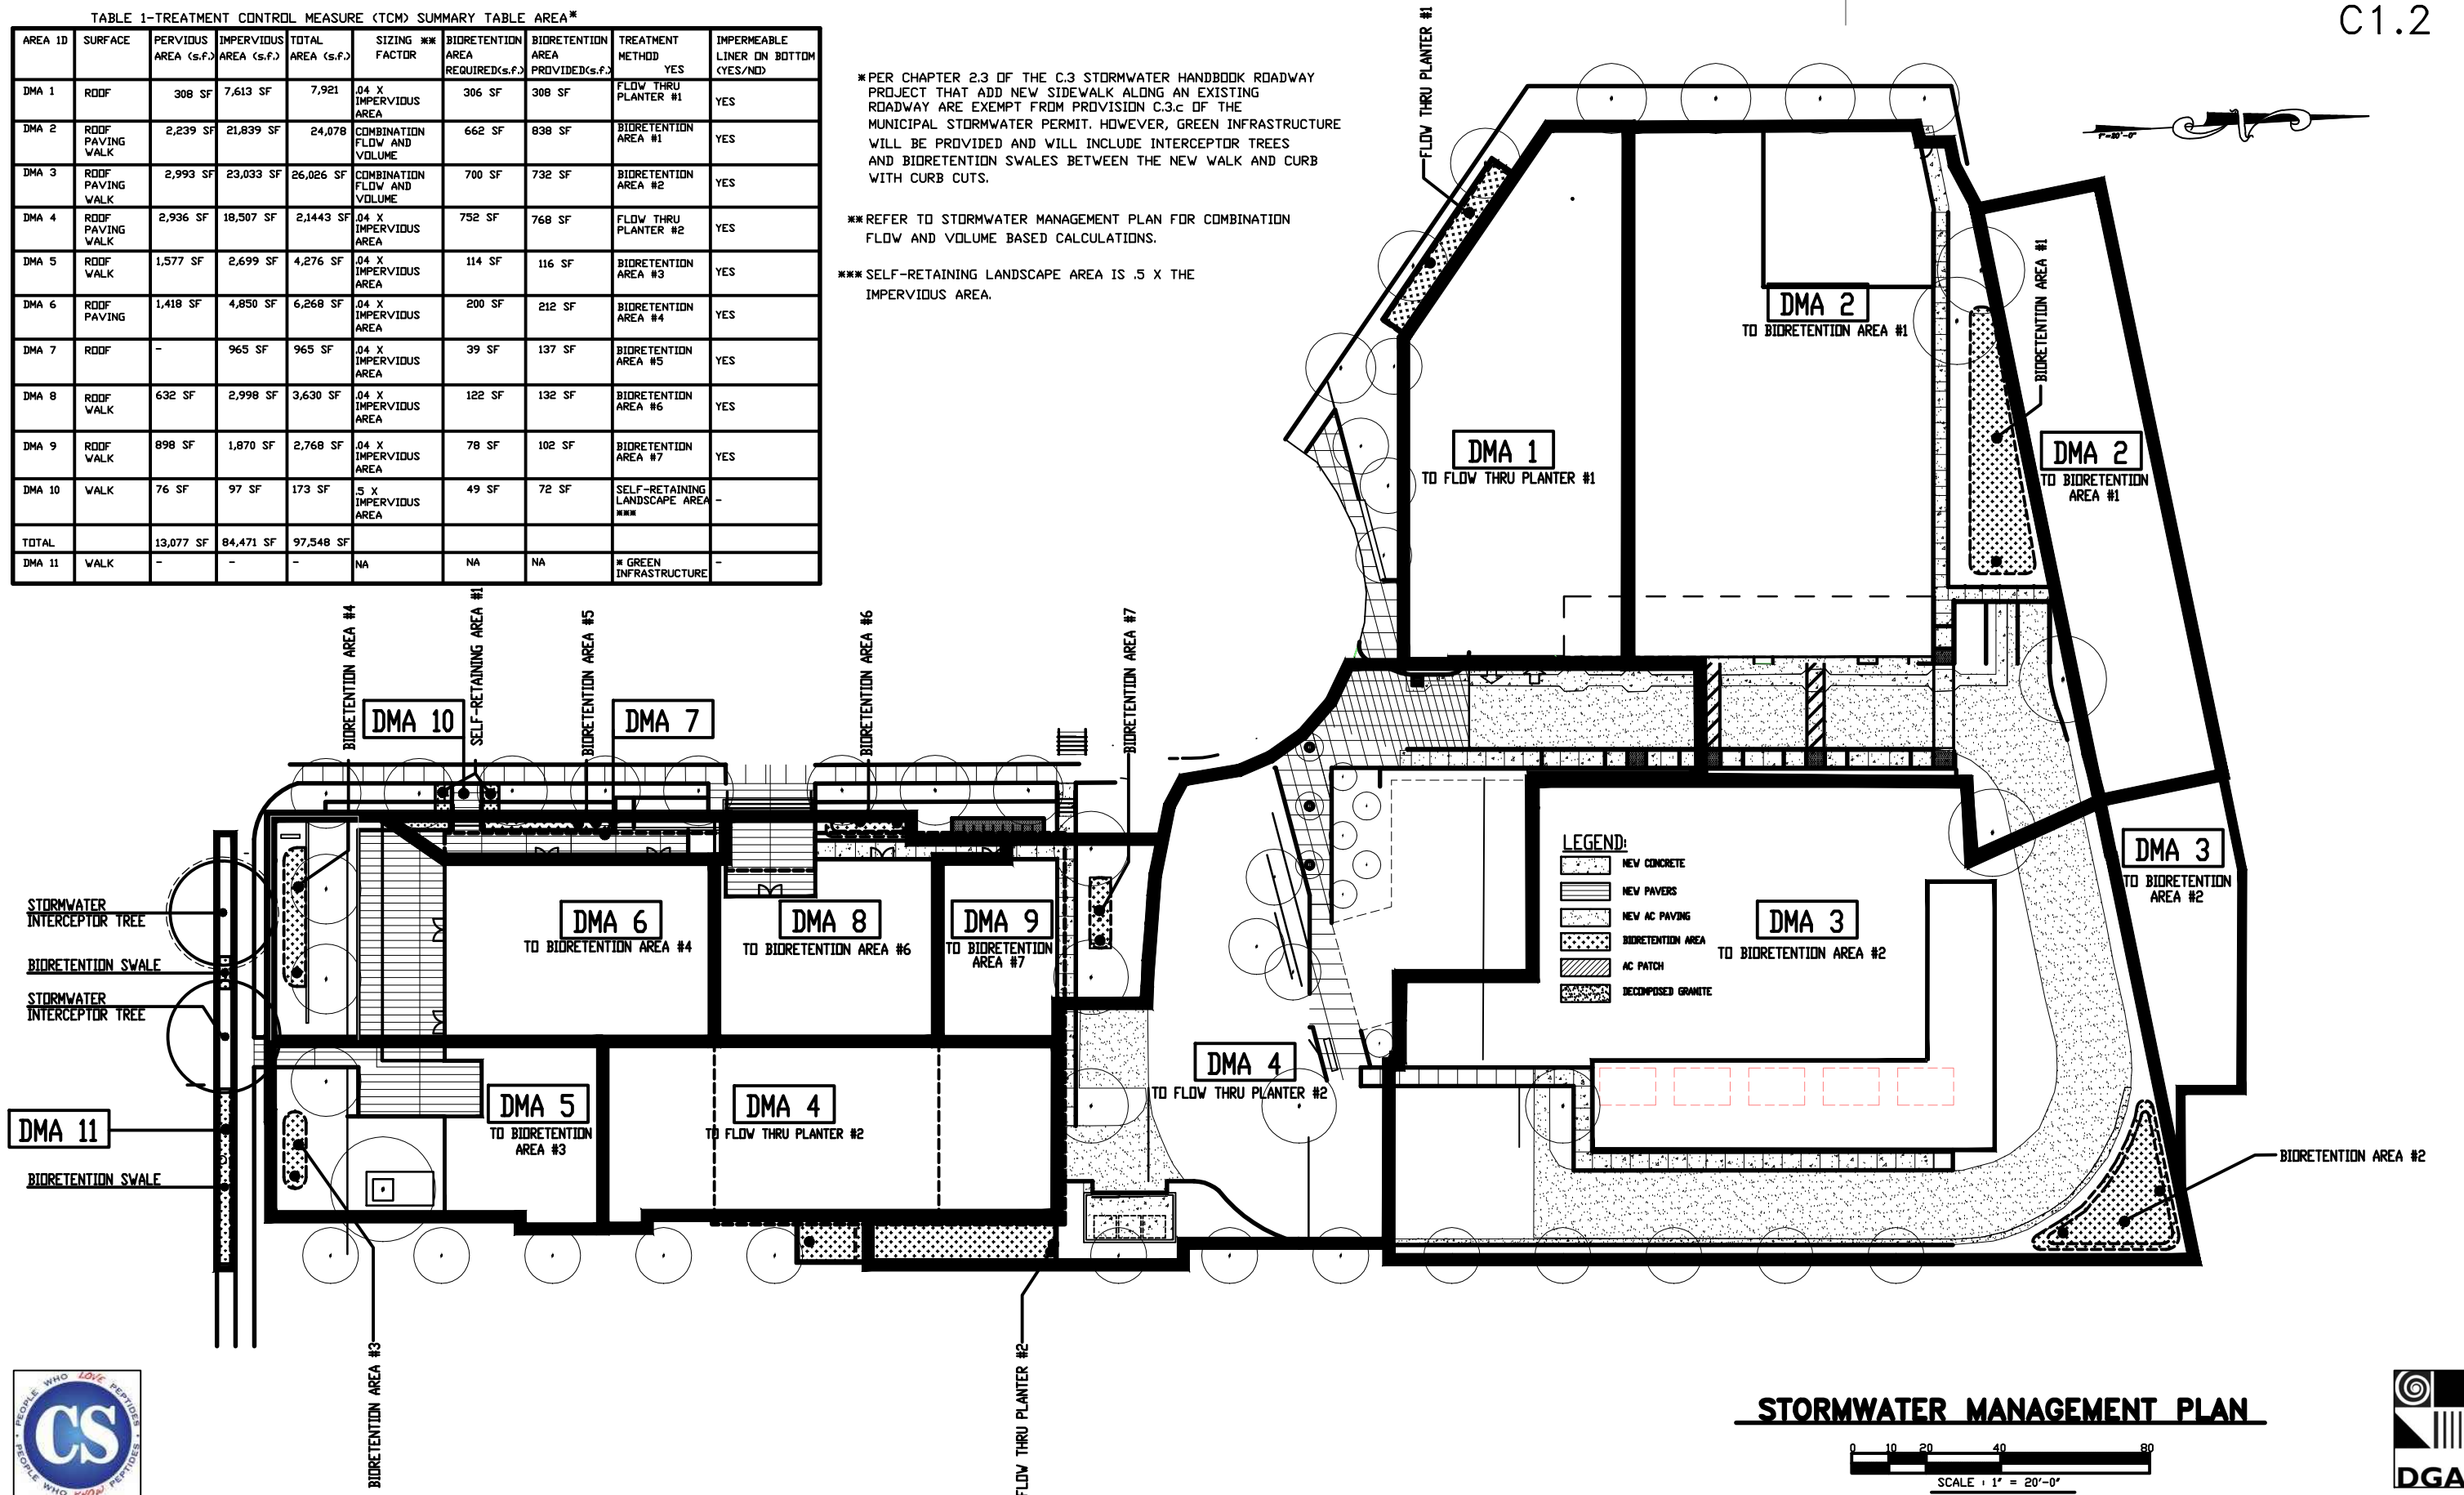 C1.2
TABLE 1-TREATMENT CONTROL MEASURE (TCM) SUMMARY TABLE AREA*
AREA 1D SURFACE PERVIOUS AREA (s.f.) IMPERVIOUS AREA (s.f.) TOTAL AREA (s.f.) SIZING ** FACTOR BIORETENTION AREA REQUIRED(s.f.) BIORETENTION AREA PROVIDED(s.f.) TREATMENT METHOD YES IMPERMEABLE LINER ON BOTTOM (YES/NO)
DMA 1 ROOF 308 SF 7,613 SF 7,921 .04 X IMPERVIOUS AREA 306 SF 308 SF FLOW THRU PLANTER #1 YES
DMA 2 ROOF PAVING WALK 2,239 SF 21,839 SF 24,078 COMBINATION FLOW AND VOLUME 662 SF 838 SF BIORETENTION AREA #1 YES
DMA 3 ROOF PAVING WALK 2,993 SF 23,033 SF 26,026 SF COMBINATION FLOW AND VOLUME 700 SF 732 SF BIORETENTION AREA #2 YES
DMA 4 ROOF PAVING WALK 2,936 SF 18,507 SF 2,1443 SF .04 X IMPERVIOUS AREA 752 SF 768 SF FLOW THRU PLANTER #2 YES
DMA 5 ROOF WALK 1,577 SF 2,699 SF 4,276 SF .04 X IMPERVIOUS AREA 114 SF 116 SF BIORETENTION AREA #3 YES
DMA 6 ROOF PAVING 1,418 SF 4,850 SF 6,268 SF .04 X IMPERVIOUS AREA 200 SF 212 SF BIORETENTION AREA #4 YES
DMA 7 ROOF - 965 SF 965 SF .04 X IMPERVIOUS AREA 39 SF 137 SF BIORETENTION AREA #5 YES
DMA 8 ROOF WALK 632 SF 2,998 SF 3,630 SF .04 X IMPERVIOUS AREA 122 SF 132 SF BIORETENTION AREA #6 YES
DMA 9 ROOF WALK 898 SF 1,870 SF 2,768 SF .04 X IMPERVIOUS AREA 78 SF 102 SF BIORETENTION AREA #7 YES
DMA 10 WALK 76 SF 97 SF 173 SF .5 X IMPERVIOUS AREA 49 SF 72 SF SELF-RETAINING LANDSCAPE AREA *** -
TOTAL 13,077 SF 84,471 SF 97,548 SF
DMA 11 WALK - - - NA NA NA * GREEN INFRASTRUCTURE -
*PER CHAPTER 2.3 OF THE C.3 STORMWATER HANDBOOK ROADWAY
PROJECT THAT ADD NEW SIDEWALK ALONG AN EXISTING
ROADWAY ARE EXEMPT FROM PROVISION C.3.c OF THE
MUNICIPAL STORMWATER PERMIT. HOWEVER, GREEN INFRASTRUCTURE
WILL BE PROVIDED AND WILL INCLUDE INTERCEPTOR TREES
AND BIORETENTION SWALES BETWEEN THE NEW WALK AND CURB
WITH CURB CUTS.
**REFER TO STORMWATER MANAGEMENT PLAN FOR COMBINATION
FLOW AND VOLUME BASED CALCULATIONS.
***SELF-RETAINING LANDSCAPE AREA IS .5 X THE
IMPERVIOUS AREA.
FLOW THRU PLANTER #1
1"=20'-0"
BIORETENTION AREA #1
DMA 2
TO BIORETENTION AREA #1
DMA 1
TO FLOW THRU PLANTER #1
DMA 2
TO BIORETENTION
AREA #1
BIORETENTION AREA #4
SELF-RETAINING AREA #1
BIORETENTION AREA #5
BIORETENTION AREA #6
BIORETENTION AREA #7
DMA 10
DMA 7
LEGEND:
NEW CONCRETE
NEW PAVERS
NEW AC PAVING
BIORETENTION AREA
AC PATCH
DECOMPOSED GRANITE
DMA 3
TO BIORETENTION AREA #2
DMA 3
TO BIORETENTION
AREA #2
STORMWATER
INTERCEPTOR TREE
BIORETENTION SWALE
STORMWATER
INTERCEPTOR TREE
DMA 6
TO BIORETENTION AREA #4
DMA 8
TO BIORETENTION AREA #6
DMA 9
TO BIORETENTION
AREA #7
DMA 4
TO FLOW THRU PLANTER #2
DMA 5
TO BIORETENTION
AREA #3
DMA 4
TO FLOW THRU PLANTER #2
DMA 11
BIORETENTION SWALE
BIORETENTION AREA #2
BIORETENTION AREA #3
FLOW THRU PLANTER #2
PEOPLE WHO LOVE PEPTIDES
CS
PEOPLE WHO KNOW PEPTIDES
STORMWATER MANAGEMENT PLAN
0 10 20 40 80
SCALE : 1" = 20'-0"
DGA